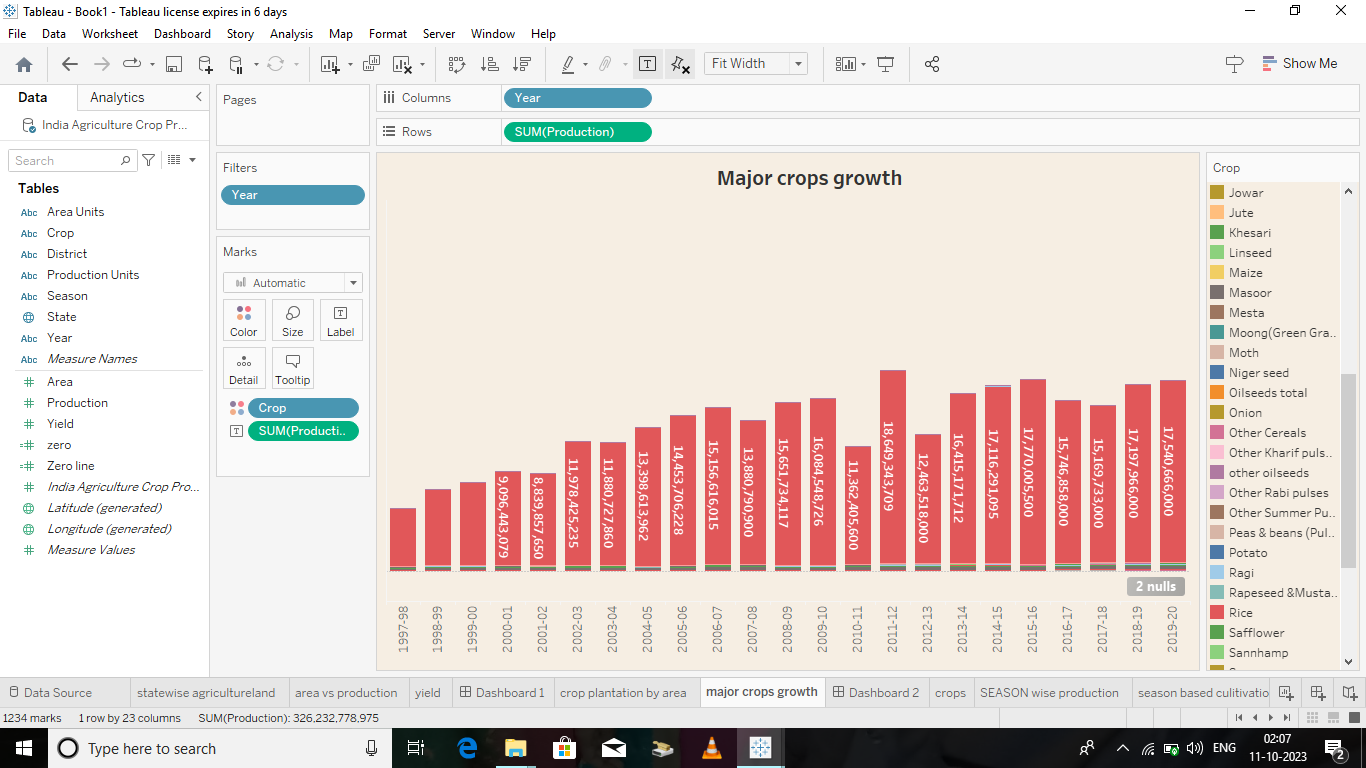 Tableau - Book1 - Tableau license expires in 6 days
File Data Worksheet Dashboard Story Analysis Map Format Server Window Help
Fit Width
Show Me
Data Analytics
India Agriculture Crop Pr...
Search
Tables
Abc Area Units
Abc Crop
Abc District
Abc Production Units
Abc Season
State
Abc Year
Abc Measure Names
Area
Production
Yield
zero
Zero line
India Agriculture Crop Pro...
Latitude (generated)
Longitude (generated)
Measure Values
Pages
Filters
Year
Marks
Automatic
Color Size Label
Detail Tooltip
Crop
SUM(Producti..
Columns Year
Rows SUM(Production)
Major crops growth
9,096,443,079
8,839,857,650
11,978,425,235
11,880,727,860
13,398,613,962
14,453,706,228
15,156,616,015
13,880,790,900
15,651,734,117
16,084,548,726
11,362,405,600
18,649,343,709
12,463,518,000
16,415,171,712
17,116,291,095
17,770,005,500
15,746,858,000
15,169,733,000
17,197,966,000
17,540,666,000
2 nulls
1997-98
1998-99
1999-00
2000-01
2001-02
2002-03
2003-04
2004-05
2005-06
2006-07
2007-08
2008-09
2009-10
2010-11
2011-12
2012-13
2013-14
2014-15
2015-16
2016-17
2017-18
2018-19
2019-20
Crop
Jowar
Jute
Khesari
Linseed
Maize
Masoor
Mesta
Moong(Green Gra..
Moth
Niger seed
Oilseeds total
Onion
Other Cereals
Other Kharif puls..
other oilseeds
Other Rabi pulses
Other Summer Pu..
Peas & beans (Pul..
Potato
Ragi
Rapeseed &Musta..
Rice
Safflower
Sannhamp
Data Source statewise agricultureland area vs production yield Dashboard 1 crop plantation by area major crops growth Dashboard 2 crops SEASON wise production season based cultivatio
1234 marks 1 row by 23 columns SUM(Production): 326,232,778,975
Type here to search
ENG
02:07
11-10-2023
2